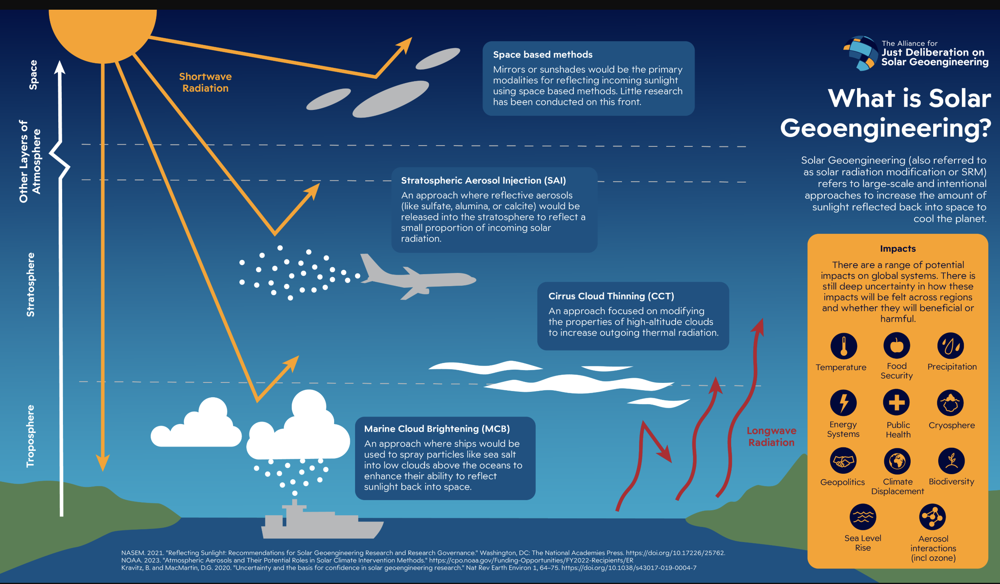 The Alliance for
Just Deliberation on
Solar Geoengineering
What is Solar
Geoengineering?
Solar Geoengineering (also referred to
as solar radiation modification or SRM)
refers to large-scale and intentional
approaches to increase the amount of
sunlight reflected back into space to
cool the planet.
Space
Other Layers of
Atmosphere
Stratosphere
Troposphere
Shortwave
Radiation
Space based methods
Mirrors or sunshades would be the primary
modalities for reflecting incoming sunlight
using space based methods. Little research
has been conducted on this front.
Stratospheric Aerosol Injection (SAI)
An approach where reflective aerosols
(like sulfate, alumina, or calcite) would be
released into the stratosphere to reflect a
small proportion of incoming solar
radiation.
Cirrus Cloud Thinning (CCT)
An approach focused on modifying
the properties of high-altitude clouds
to increase outgoing thermal radiation.
Marine Cloud Brightening (MCB)
An approach where ships would be
used to spray particles like sea salt
into low clouds above the oceans to
enhance their ability to reflect
sunlight back into space.
Longwave
Radiation
Impacts
There are a range of potential
impacts on global systems. There is
still deep uncertainty in how these
impacts will be felt across regions
and whether they will beneficial or
harmful.
Temperature
Food
Security
Precipitation
Energy
Systems
Public
Health
Cryosphere
Geopolitics
Climate
Displacement
Biodiversity
Sea Level
Rise
Aerosol
interactions
(incl ozone)
NASEM. 2021. "Reflecting Sunlight: Recommendations for Solar Geoengineering Research and Research Governance." Washington, DC: The National Academies Press. https://doi.org/10.17226/25762.
NOAA. 2023. "Atmospheric Aerosols and Their Potential Roles in Solar Climate Intervention Methods." https://cpo.noaa.gov/Funding-Opportunities/FY2022-Recipients/ER
Kravitz, B. and MacMartin, D.G. 2020. "Uncertainty and the basis for confidence in solar geoengineering research." Nat Rev Earth Environ 1, 64–75. https://doi.org/10.1038/s43017-019-0004-7